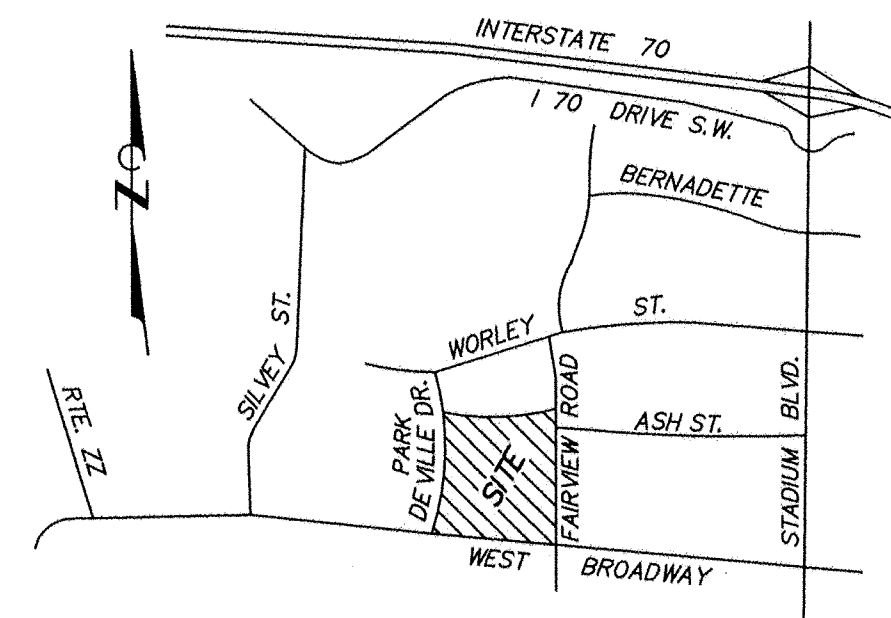 INTERSTATE 70
I 70 DRIVE S.W.
N
BERNADETTE
SILVEY ST.
WORLEY ST.
RTE. ZZ
PARK
DE VILLE DR.
SITE
FAIRVIEW ROAD
ASH ST.
STADIUM BLVD.
WEST BROADWAY